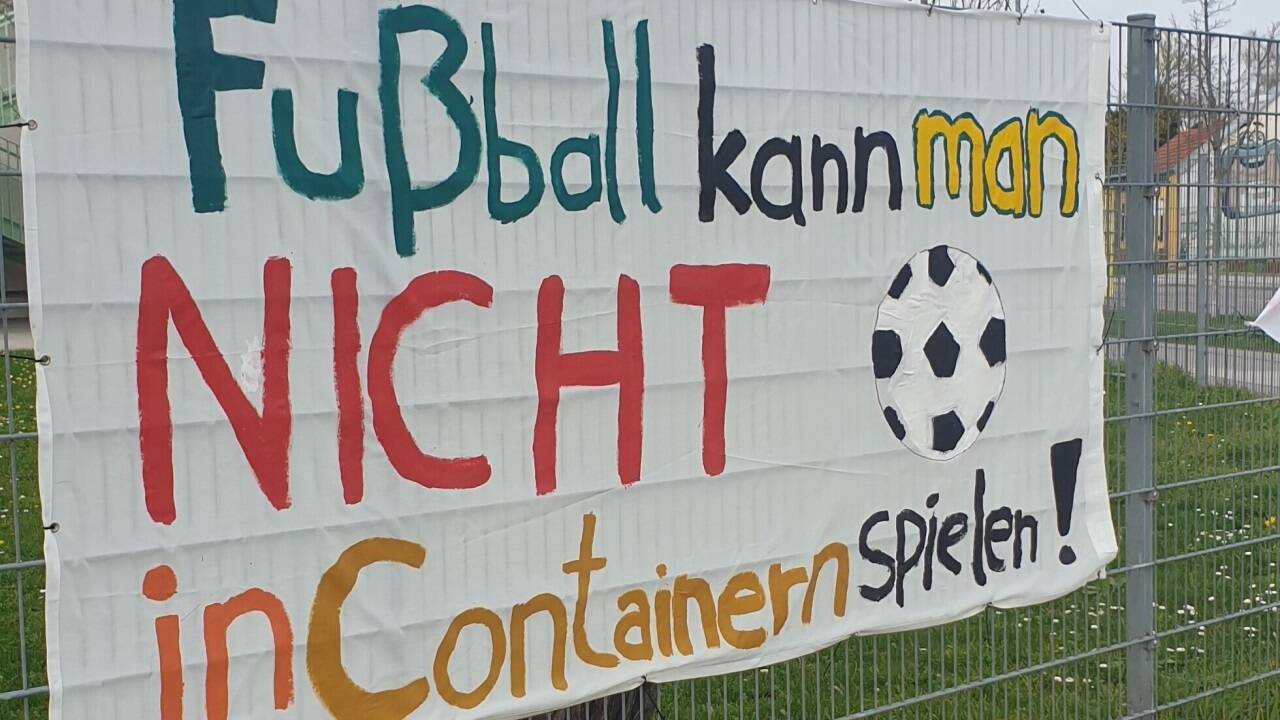 Fußball kann man
NICHT
in Containern spielen!